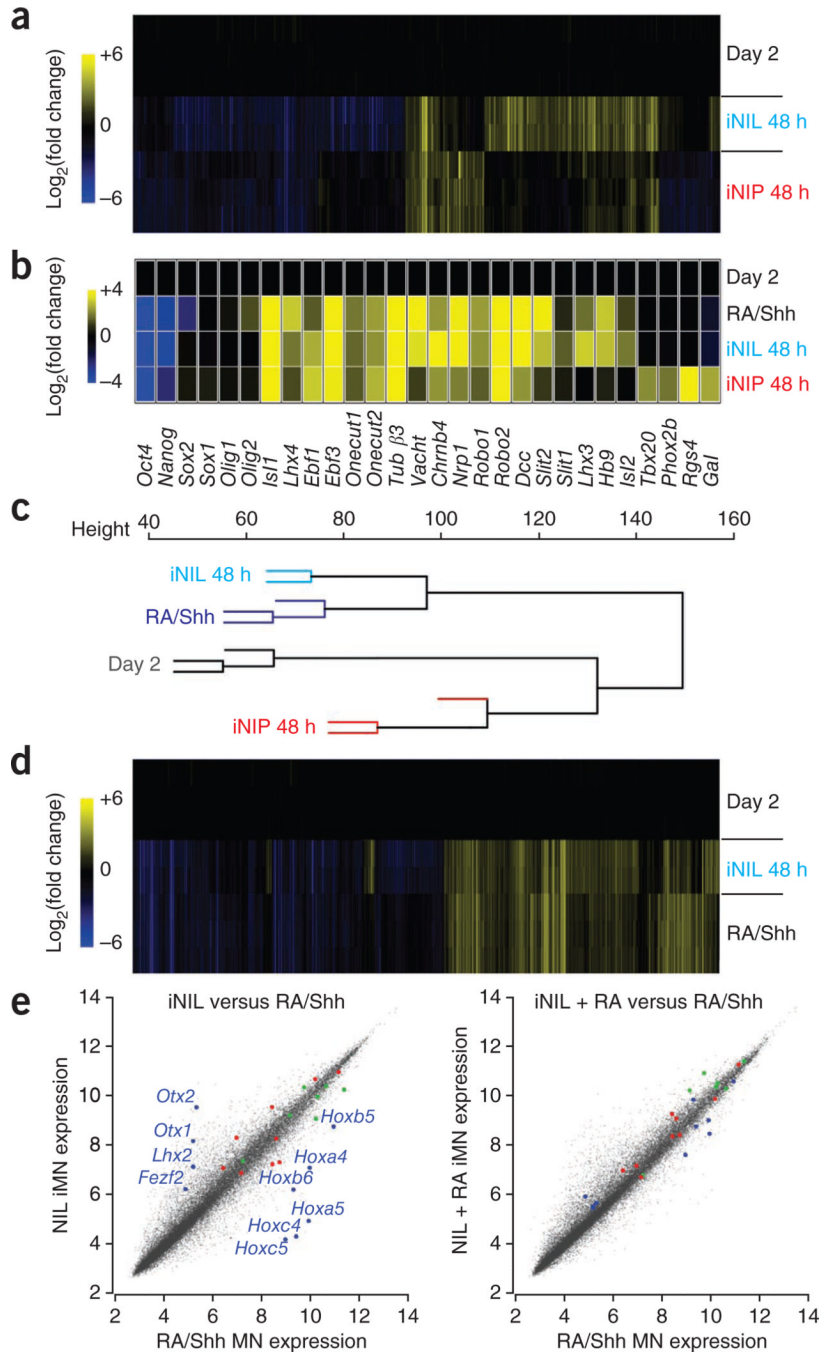 a
Log2(fold change)
+6
0
–6
Day 2
iNIL 48 h
iNIP 48 h
b
Log2(fold change)
+4
0
–4
Day 2
RA/Shh
iNIL 48 h
iNIP 48 h
Oct4
Nanog
Sox2
Sox1
Olig1
Olig2
Isl1
Lhx4
Ebf1
Ebf3
Onecut1
Onecut2
Tub β3
Vacht
Chrnb4
Nrp1
Robo1
Robo2
Dcc
Slit2
Slit1
Lhx3
Hb9
Isl2
Tbx20
Phox2b
Rgs4
Gal
c
Height 40 60 80 100 120 140 160
iNIL 48 h
RA/Shh
Day 2
iNIP 48 h
d
Log2(fold change)
+6
0
–6
Day 2
iNIL 48 h
RA/Shh
e
iNIL versus RA/Shh
NIL iMN expression
14
12
10
8
6
4
2
Otx2
Otx1
Lhx2
Fezf2
Hoxb5
Hoxa4
Hoxb6
Hoxa5
Hoxc4
Hoxc5
2 4 6 8 10 12 14
RA/Shh MN expression
iNIL + RA versus RA/Shh
NIL + RA iMN expression
14
12
10
8
6
4
2
2 4 6 8 10 12 14
RA/Shh MN expression